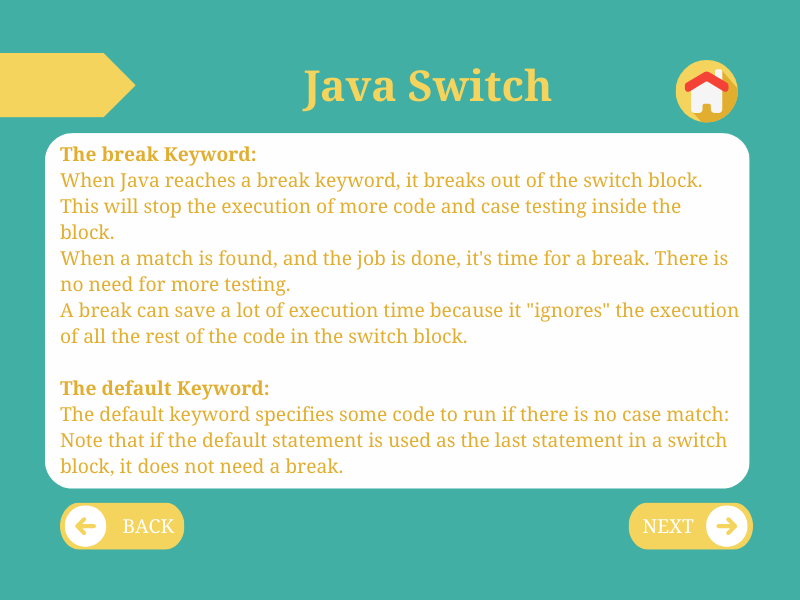 Java Switch
The break Keyword:
When Java reaches a break keyword, it breaks out of the switch block.
This will stop the execution of more code and case testing inside the
block.
When a match is found, and the job is done, it's time for a break. There is
no need for more testing.
A break can save a lot of execution time because it "ignores" the execution
of all the rest of the code in the switch block.
The default Keyword:
The default keyword specifies some code to run if there is no case match:
Note that if the default statement is used as the last statement in a switch
block, it does not need a break.
BACK
NEXT